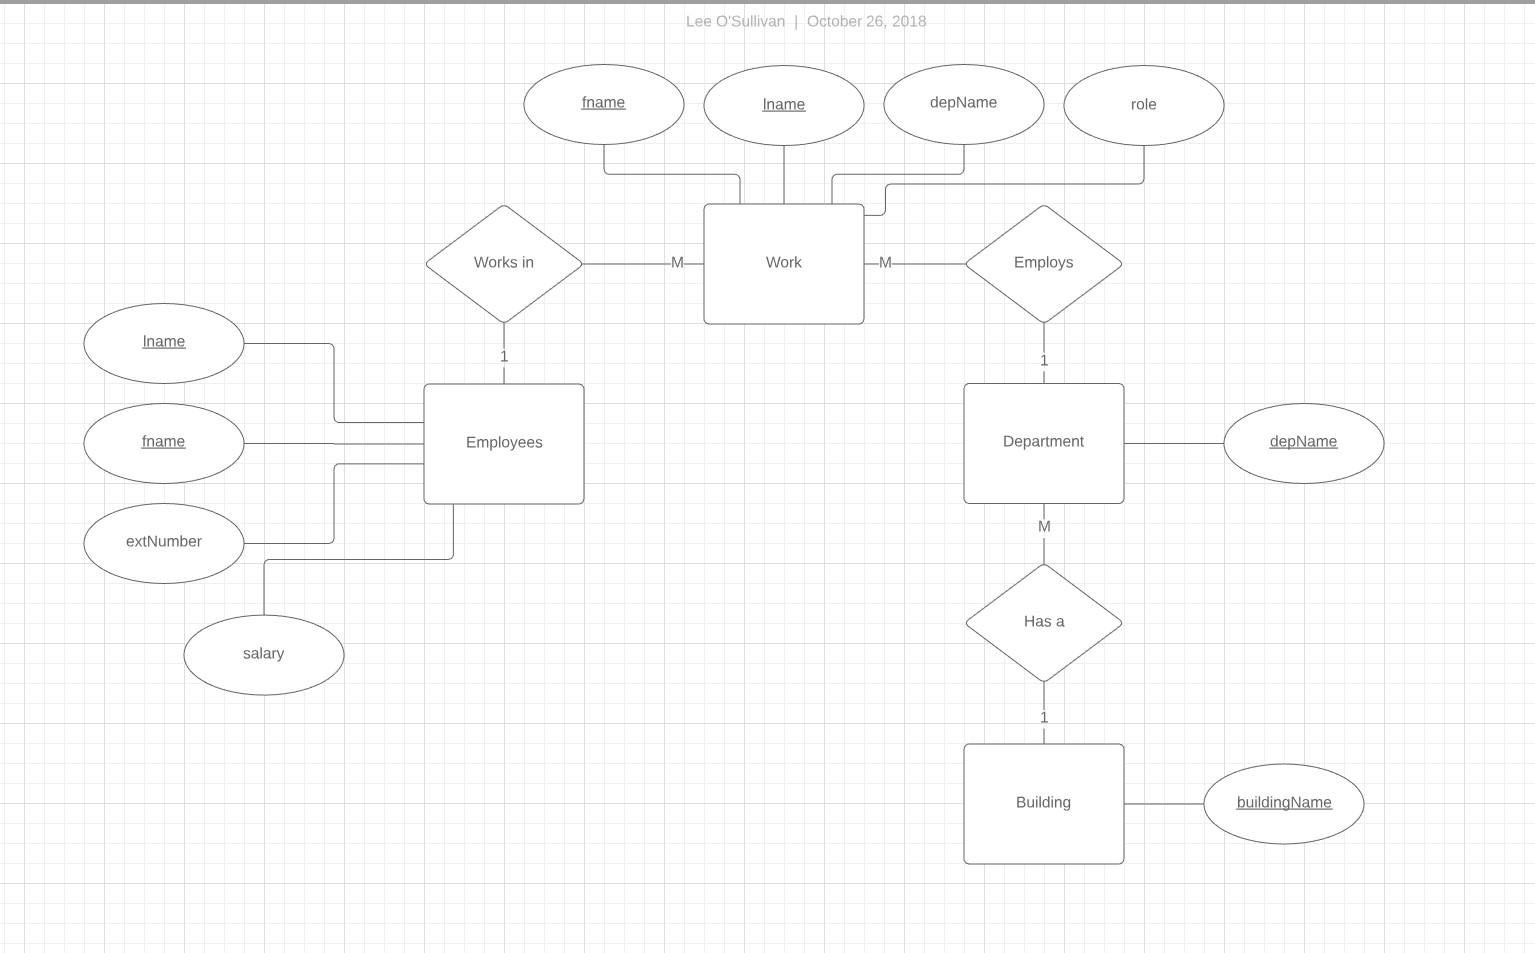 Lee O'Sullivan | October 26, 2018
fname
lname
depName
role
Works in
M
Work
M
Employs
lname
1
1
fname
Employees
Department
depName
extNumber
M
salary
Has a
1
Building
buildingName